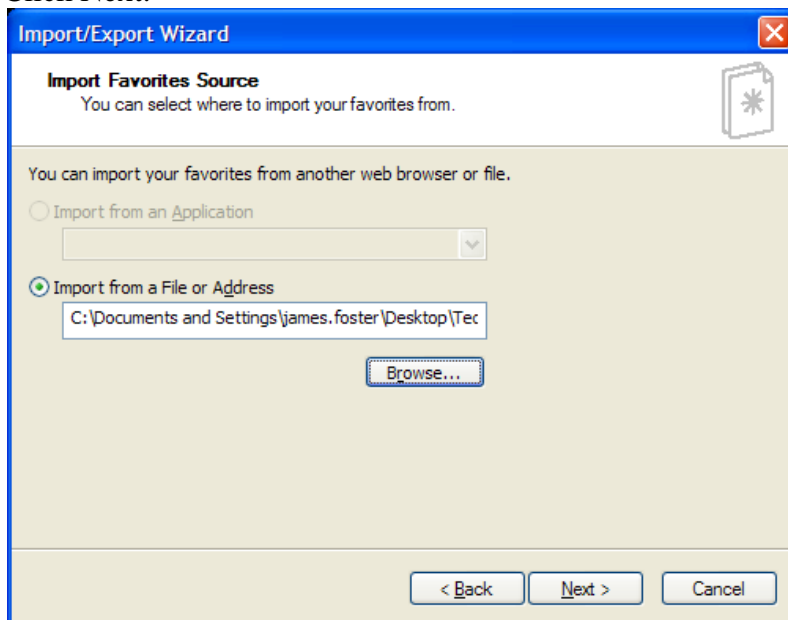 Import/Export Wizard
Import Favorites Source
You can select where to import your favorites from.
You can import your favorites from another web browser or file.
Import from an Application
Import from a File or Address
C:\Documents and Settings\james.foster\Desktop\Tec
Browse...
< Back Next > Cancel